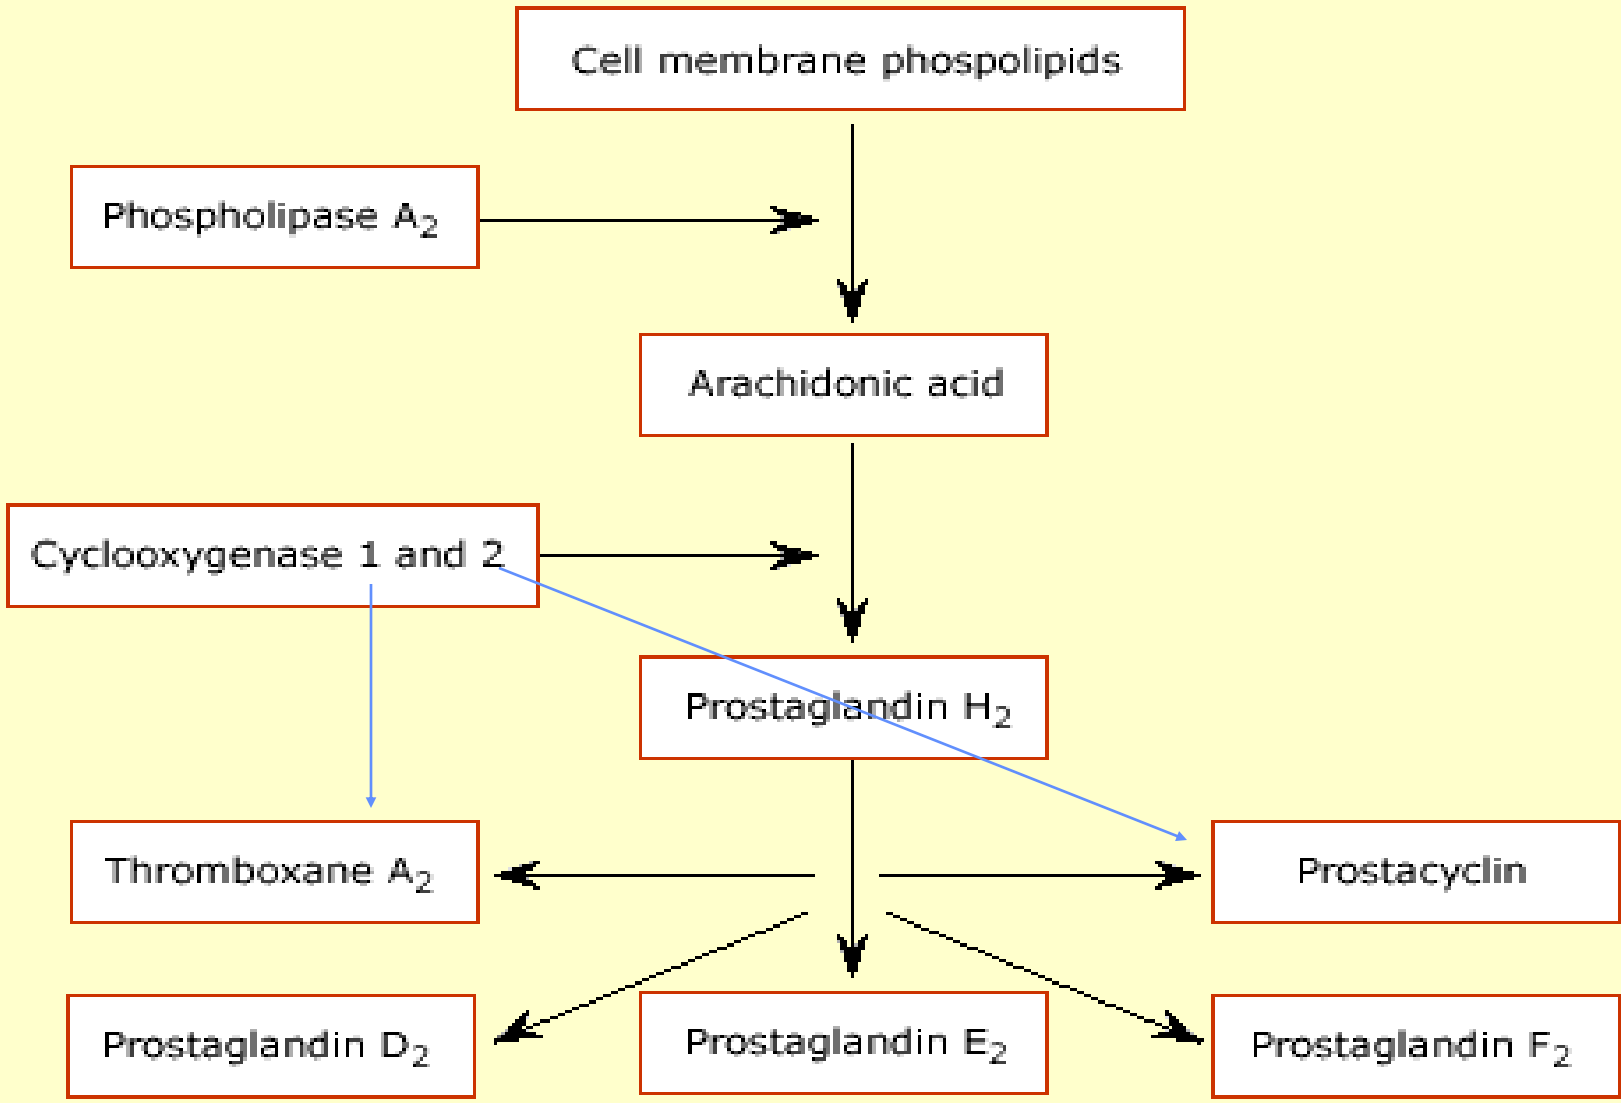 Cell membrane phospolipids
Phospholipase A₂
Arachidonic acid
Cyclooxygenase 1 and 2
Prostaglandin H₂
Thromboxane A₂
Prostacyclin
Prostaglandin D₂
Prostaglandin E₂
Prostaglandin F₂